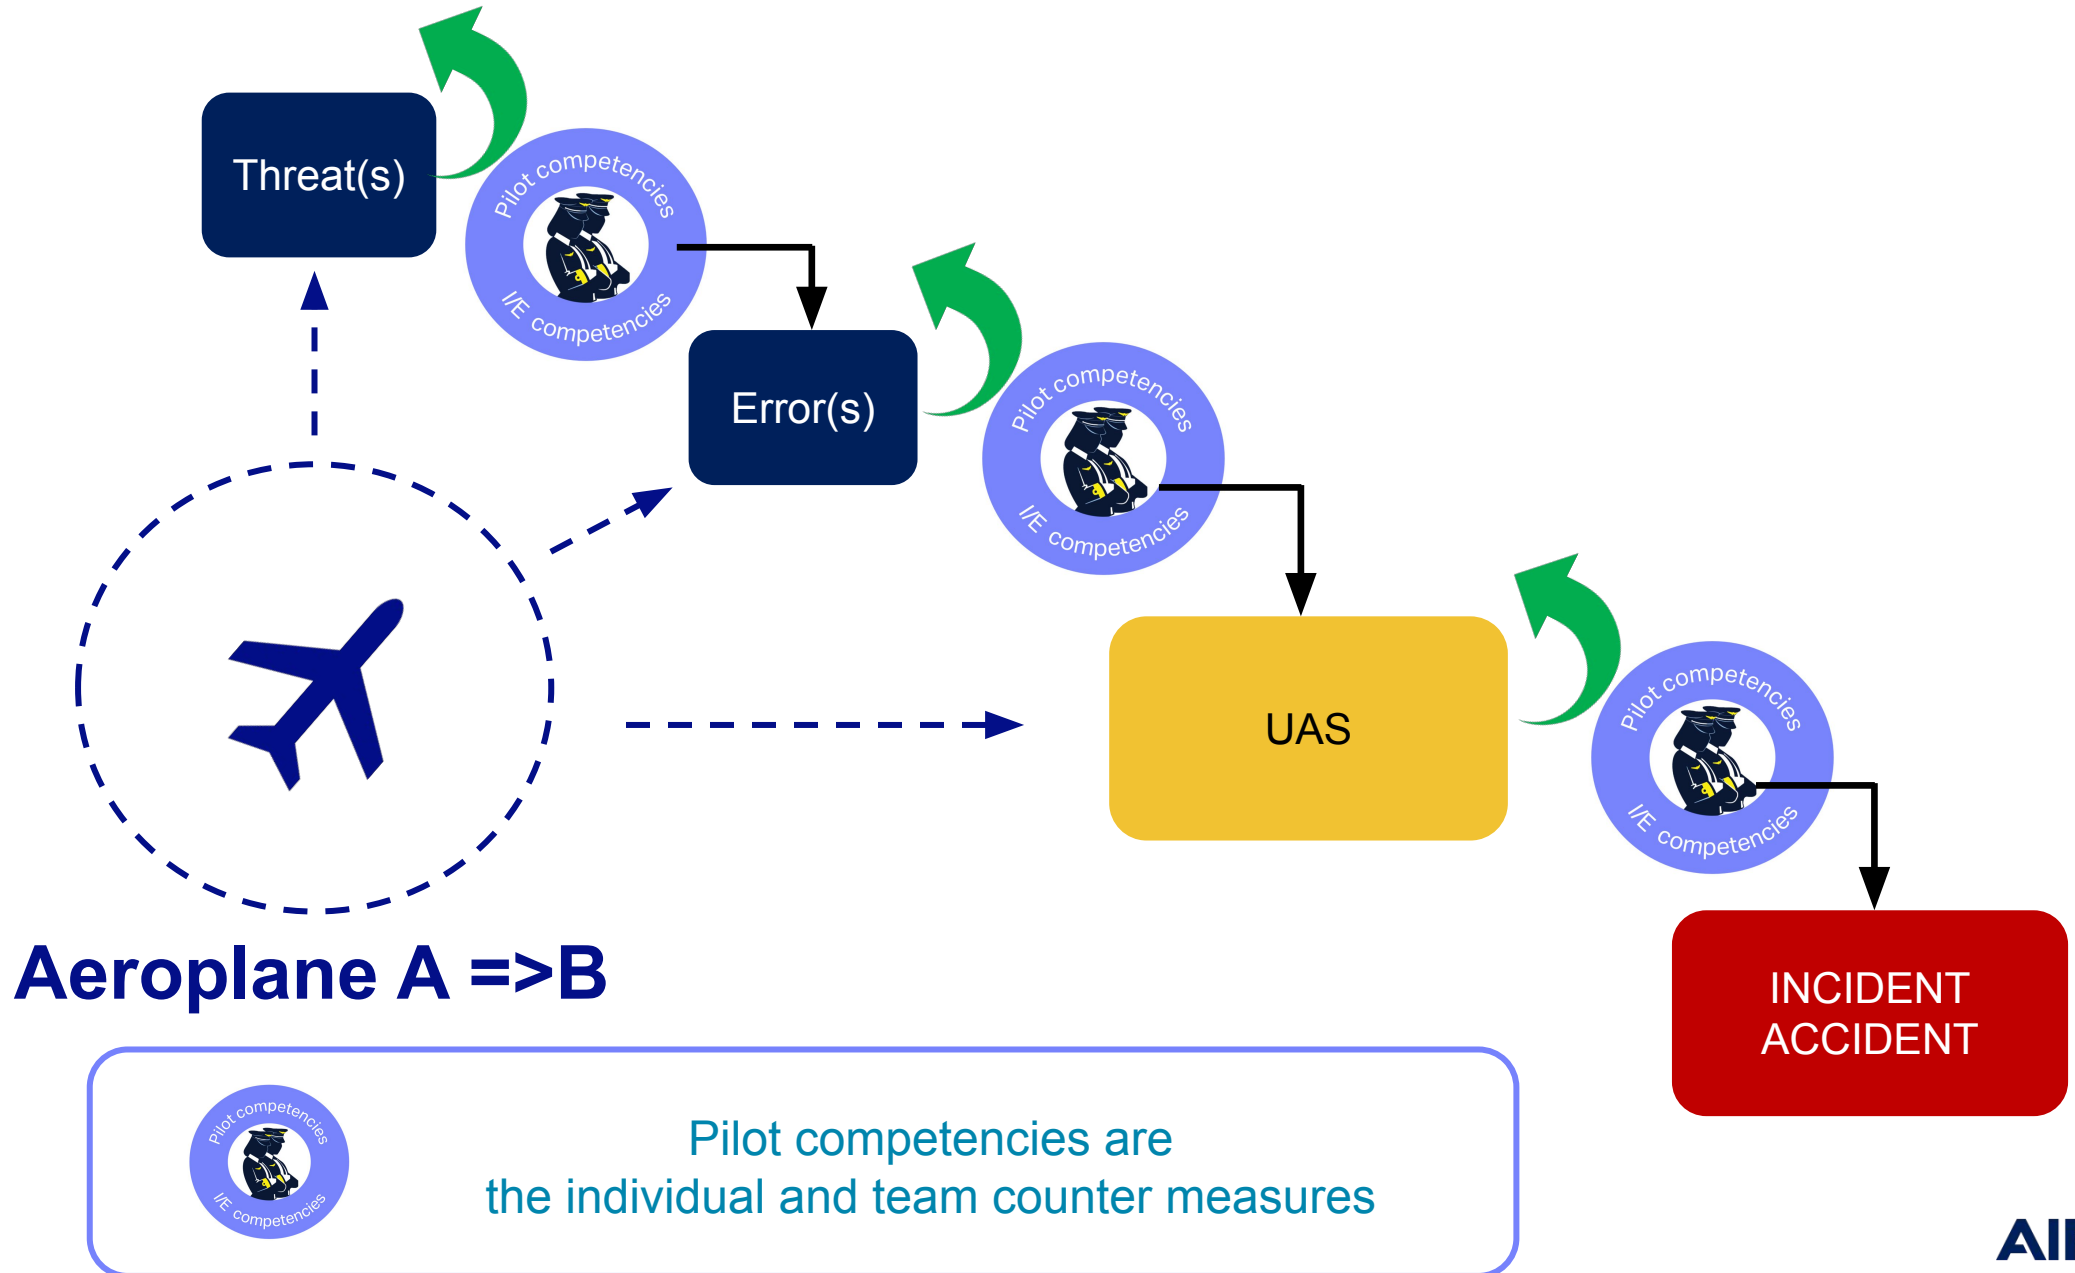 Threat(s)
Pilot competencies
I/E competencies
Error(s)
Pilot competencies
I/E competencies
UAS
Pilot competencies
I/E competencies
Aeroplane A =>B
INCIDENT
ACCIDENT
Pilot competencies
I/E competencies
Pilot competencies are
the individual and team counter measures